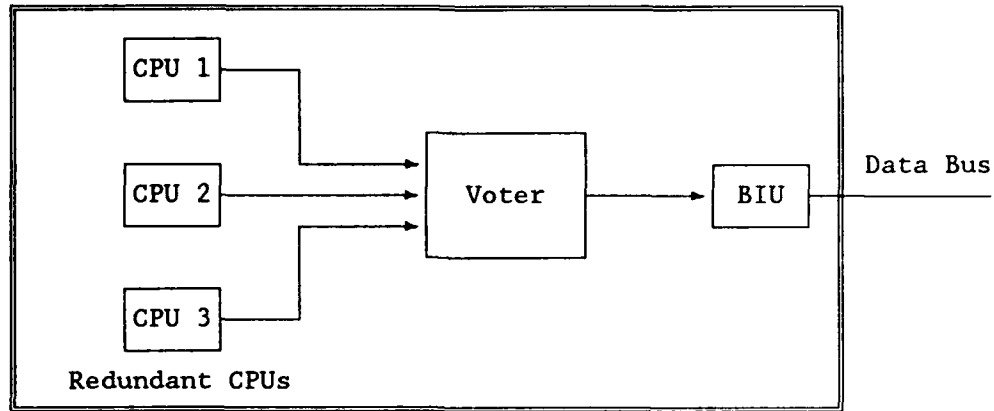 CPU 1
CPU 2
CPU 3
Voter
BIU
Data Bus
Redundant CPUs